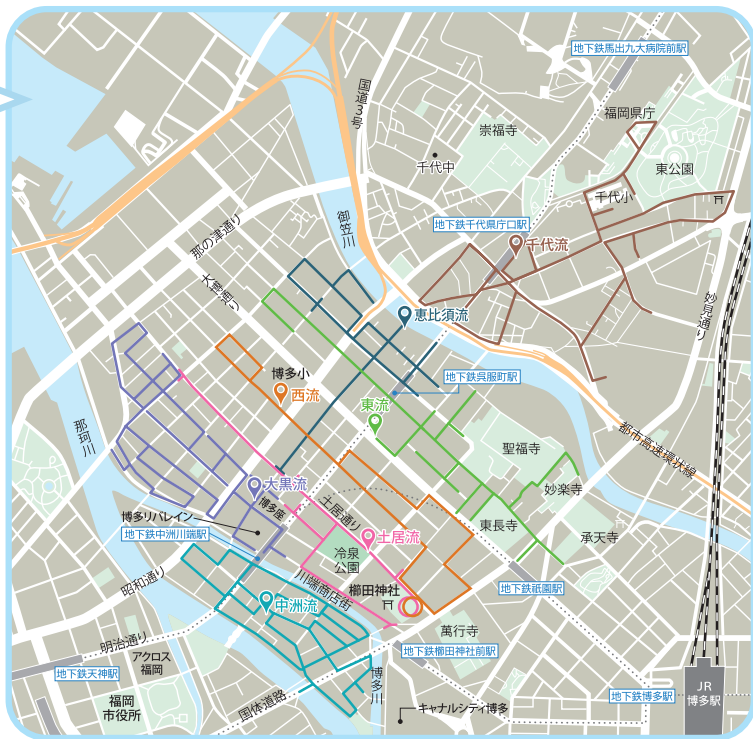 地下鉄馬出九大病院前駅
国道3号
福岡県庁
崇福寺
千代中
東公園
千代小
御笠川
地下鉄千代県庁口駅
那の津通り
千代流
大博通り
妙見通り
恵比須流
博多小
地下鉄呉服町駅
西流
東流
那珂川
都市高速環状線
聖福寺
大黒流
妙楽寺
博多座
土居通り
博多リバレイン
東長寺
承天寺
地下鉄中洲川端駅
土居流
冷泉
公園
昭和通り
川端商店街
櫛田神社
地下鉄祇園駅
中洲流
萬行寺
明治通り
地下鉄櫛田神社前駅
アクロス
福岡
地下鉄天神駅
博多川
JR
博多駅
地下鉄博多駅
福岡
市役所
国体道路
キャナルシティ博多